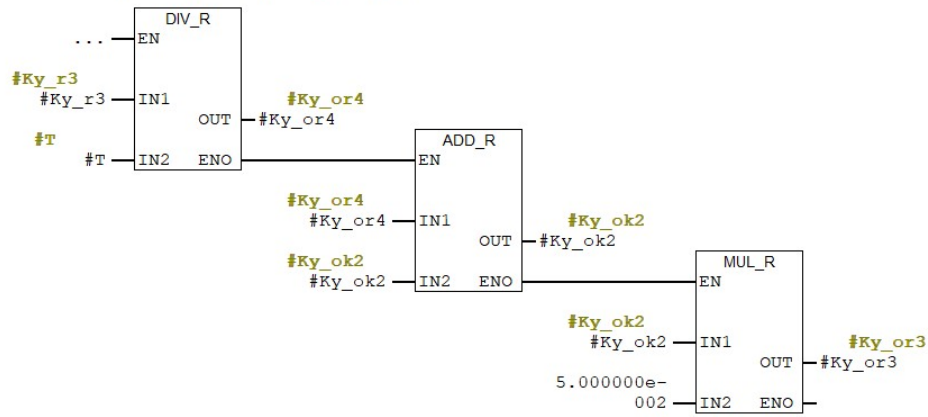 DIV_R
... EN
#Ky_r3
#Ky_r3 IN1
#Ky_or4
OUT #Ky_or4
#T
#T IN2 ENO
ADD_R
EN
#Ky_or4
#Ky_or4 IN1
#Ky_ok2
OUT #Ky_ok2
#Ky_ok2
#Ky_ok2 IN2 ENO
MUL_R
EN
#Ky_ok2
#Ky_ok2 IN1
#Ky_or3
OUT #Ky_or3
5.000000e-
002 IN2 ENO